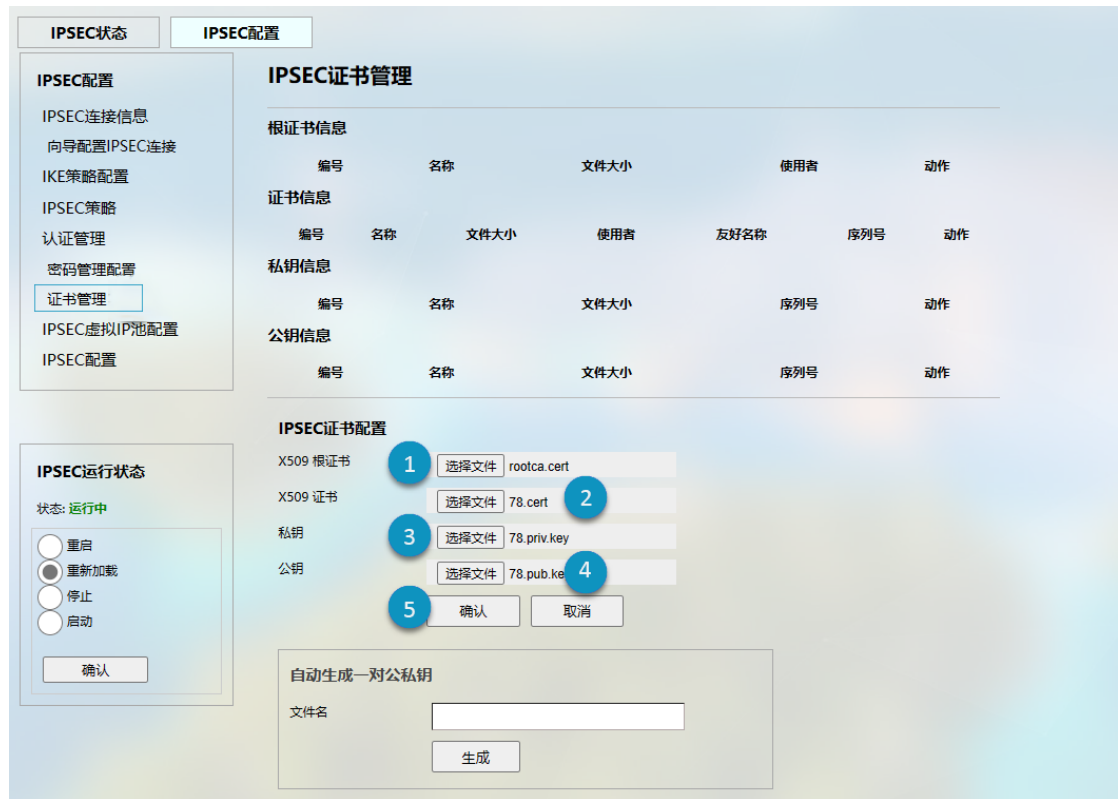 IPSEC状态 IPSEC配置
IPSEC配置
IPSEC连接信息
向导配置IPSEC连接
IKE策略配置
IPSEC策略
认证管理
密码管理配置
证书管理
IPSEC虚拟IP池配置
IPSEC配置
IPSEC运行状态
状态: 运行中
重启
重新加载
停止
启动
确认
IPSEC证书管理
根证书信息
编号 名称 文件大小 使用者 动作
证书信息
编号 名称 文件大小 使用者 友好名称 序列号 动作
私钥信息
编号 名称 文件大小 序列号 动作
公钥信息
编号 名称 文件大小 序列号 动作
IPSEC证书配置
X509 根证书 1 选择文件 rootca.cert
X509 证书 选择文件 78.cert 2
私钥 3 选择文件 78.priv.key
公钥 选择文件 78.pub.ke 4
5 确认 取消
自动生成一对公私钥
文件名
生成